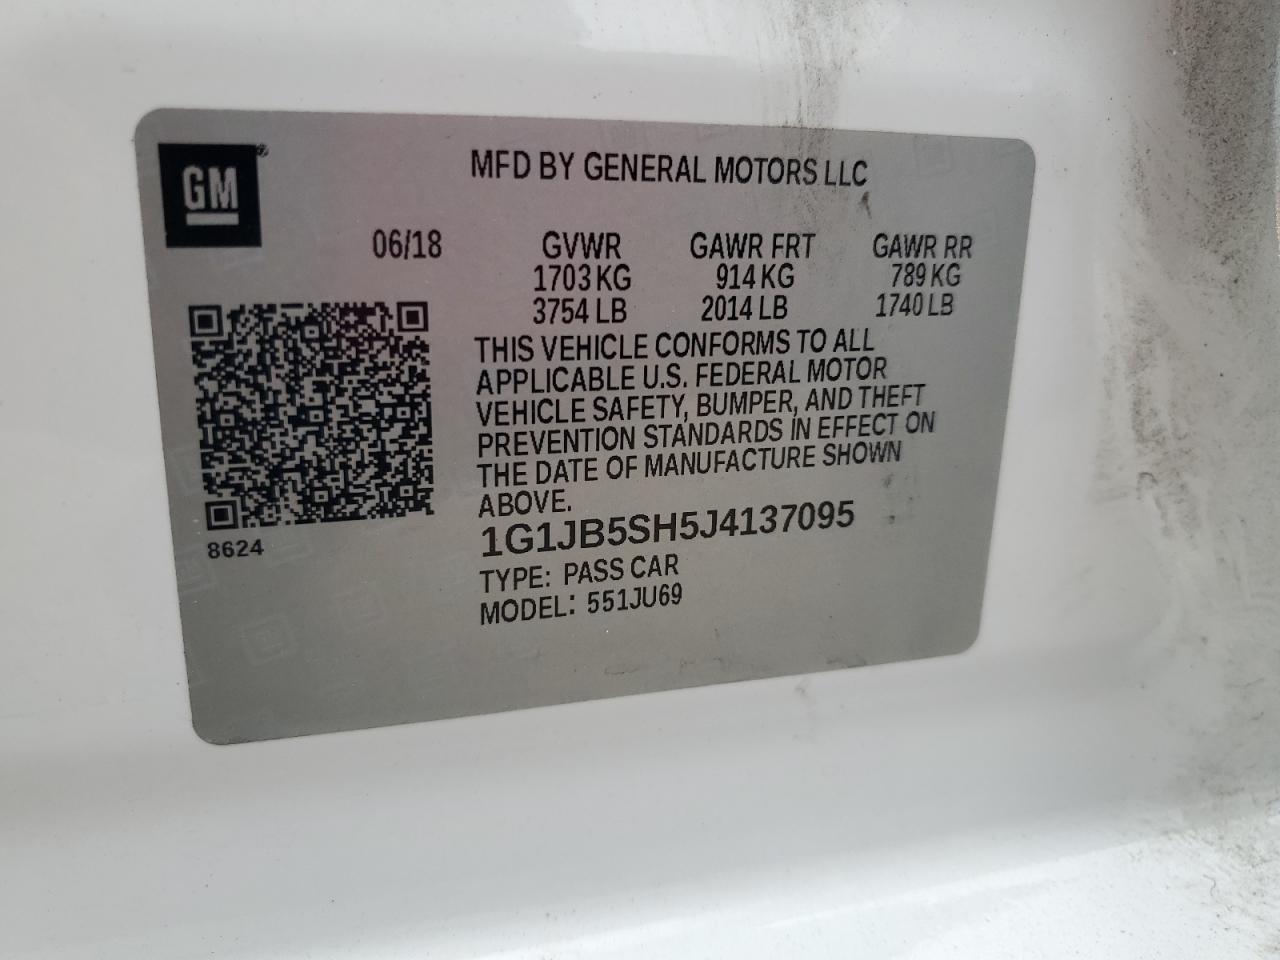 GM
MFD BY GENERAL MOTORS LLC
06/18 GVWR GAWR FRT GAWR RR
1703 KG 914 KG 789 KG
3754 LB 2014 LB 1740 LB
THIS VEHICLE CONFORMS TO ALL
APPLICABLE U.S. FEDERAL MOTOR
VEHICLE SAFETY, BUMPER, AND THEFT
PREVENTION STANDARDS IN EFFECT ON
THE DATE OF MANUFACTURE SHOWN
ABOVE.
8624
1G1JB5SH5J4137095
TYPE: PASS CAR
MODEL: 551JU69